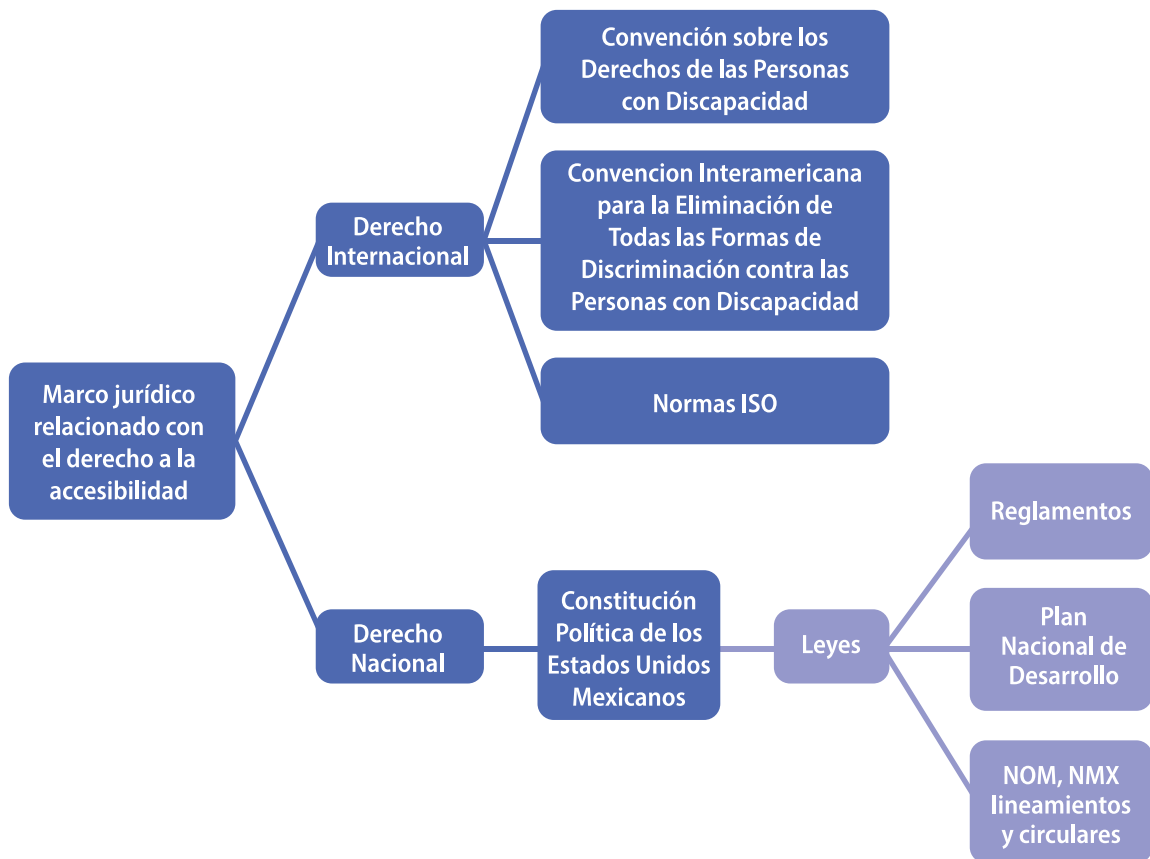 Convención sobre los
Derechos de las Personas
con Discapacidad
Convencion Interamericana
para la Eliminación de
Todas las Formas de
Discriminación contra las
Personas con Discapacidad
Derecho
Internacional
Normas ISO
Marco jurídico
relacionado con
el derecho a la
accesibilidad
Reglamentos
Constitución
Política de los
Estados Unidos
Mexicanos
Derecho
Nacional
Leyes
Plan
Nacional de
Desarrollo
NOM, NMX
lineamientos
y circulares